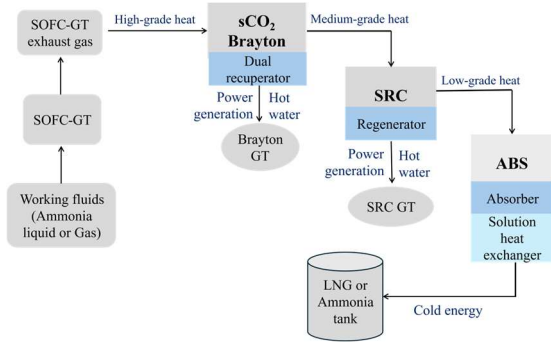 SOFC-GT
exhaust gas
High-grade heat
sCO₂
Brayton
Dual
recuperator
Medium-grade heat
Power
generation
Hot
water
Brayton
GT
SOFC-GT
Working fluids
(Ammonia
liquid or Gas)
SRC
Regenerator
Low-grade heat
Power
generation
Hot
water
SRC GT
ABS
Absorber
Solution
heat
exchanger
Cold energy
LNG or
Ammonia
tank